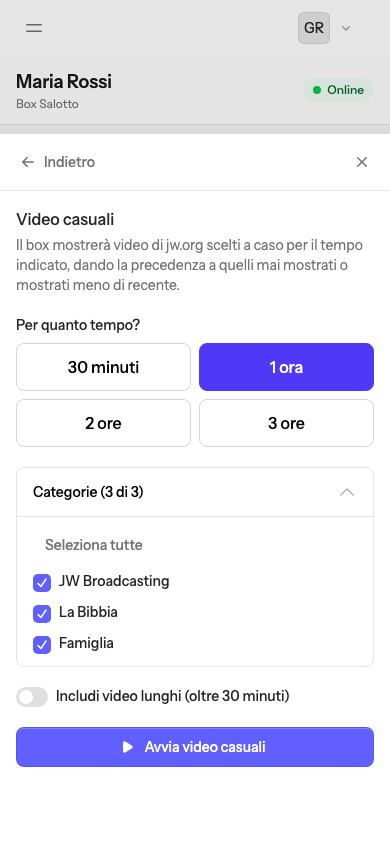 GR
Maria Rossi
Box Salotto
Online
Indietro
Video casuali
Il box mostrerà video di jw.org scelti a caso per il tempo
indicato, dando la precedenza a quelli mai mostrati o
mostrati meno di recente.
Per quanto tempo?
30 minuti
1 ora
2 ore
3 ore
Categorie (3 di 3)
Seleziona tutte
JW Broadcasting
La Bibbia
Famiglia
Includi video lunghi (oltre 30 minuti)
Avvia video casuali